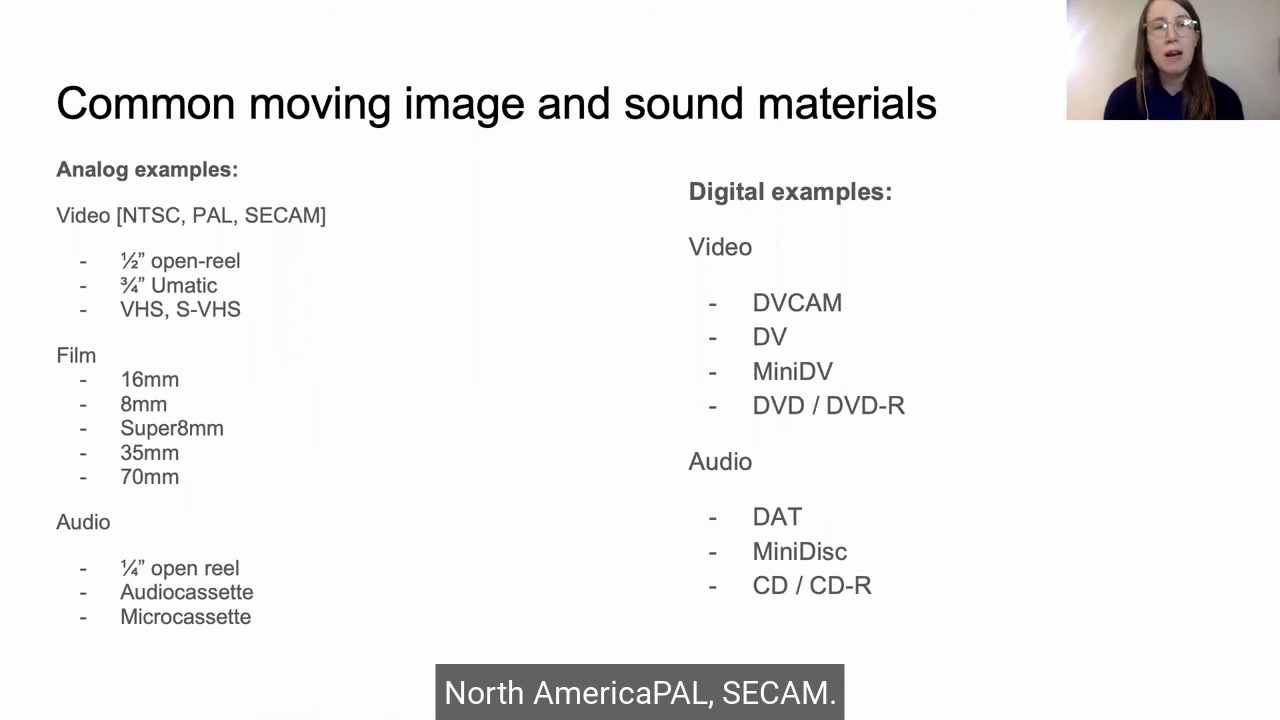 Common moving image and sound materials
Analog examples:
Video [NTSC, PAL, SECAM]
- ½” open-reel
- ¾” Umatic
- VHS, S-VHS
Film
- 16mm
- 8mm
- Super8mm
- 35mm
- 70mm
Audio
- ¼” open reel
- Audiocassette
- Microcassette
Digital examples:
Video
- DVCAM
- DV
- MiniDV
- DVD / DVD-R
Audio
- DAT
- MiniDisc
- CD / CD-R
North AmericaPAL, SECAM.